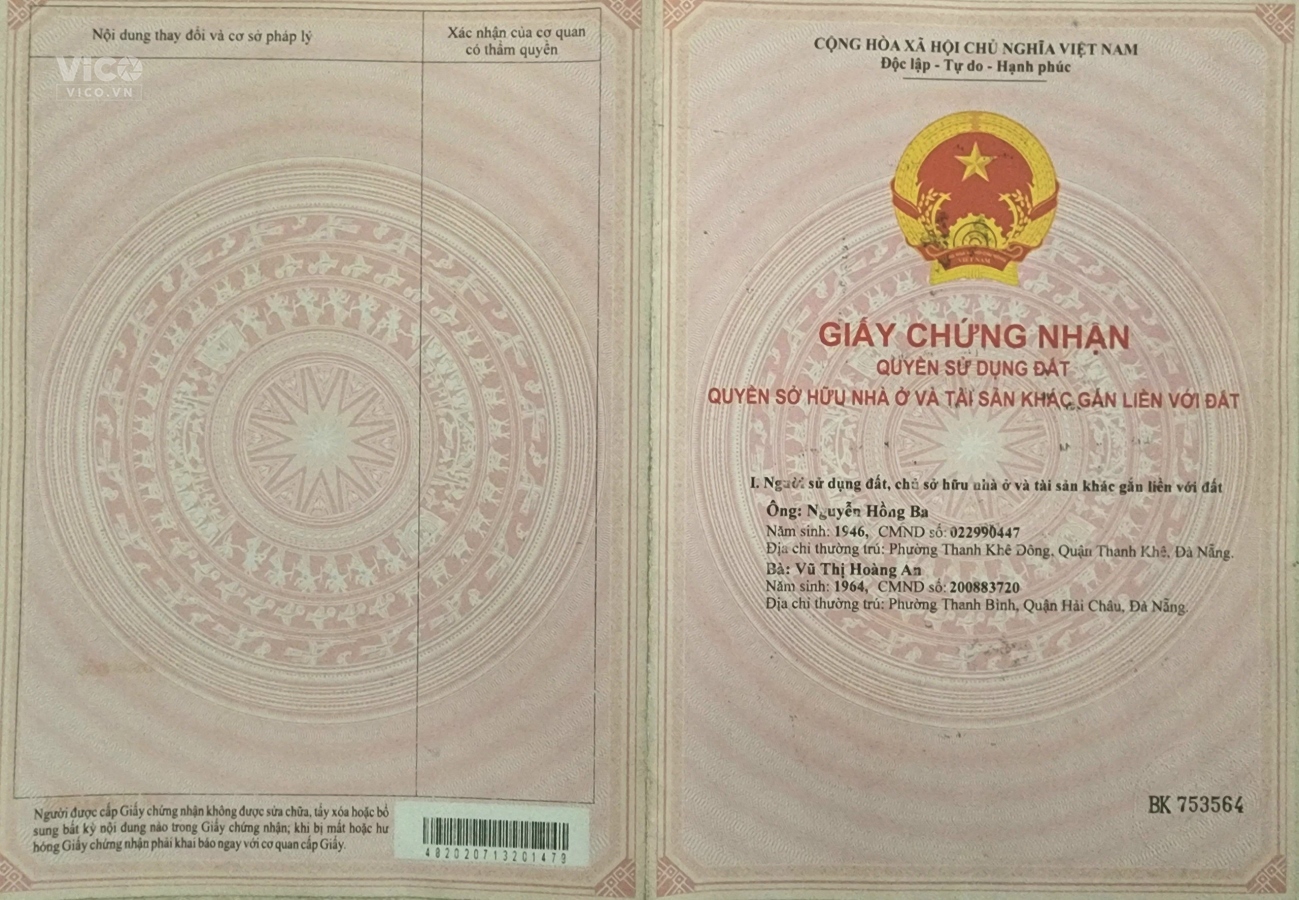 Nội dung thay đổi và cơ sở pháp lý
Xác nhận của cơ quan
có thẩm quyền
VICO
VICO.VN
Người được cấp Giấy chứng nhận không được sửa chữa, tẩy xóa hoặc bổ
sung bất kỳ nội dung nào trong Giấy chứng nhận; khi bị mất hoặc hư
hỏng Giấy chứng nhận phải khai báo ngay với cơ quan cấp Giấy.
482020713201479
CỘNG HÒA XÃ HỘI CHỦ NGHĨA VIỆT NAM
Độc lập - Tự do - Hạnh phúc
VIỆT NAM
GIẤY CHỨNG NHẬN
QUYỀN SỬ DỤNG ĐẤT
QUYỀN SỞ HỮU NHÀ Ở VÀ TÀI SẢN KHÁC GẮN LIỀN VỚI ĐẤT
I. Người sử dụng đất, chủ sở hữu nhà ở và tài sản khác gắn liền với đất
Ông: Nguyễn Hồng Ba
Năm sinh: 1946, CMND số: 022990447
Địa chỉ thường trú: Phường Thanh Khê Đông, Quận Thanh Khê, Đà Nẵng.
Bà: Vũ Thị Hoàng An
Năm sinh: 1964, CMND số: 200883720
Địa chỉ thường trú: Phường Thanh Bình, Quận Hải Châu, Đà Nẵng.
BK 753564